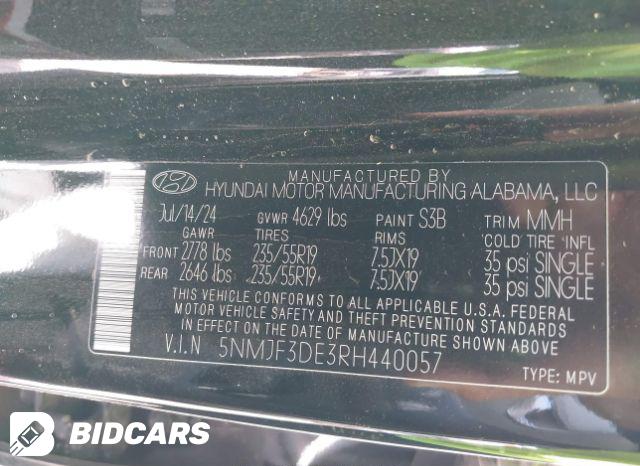 MANUFACTURED BY
HYUNDAI MOTOR MANUFACTURING ALABAMA, LLC
Jul/14/24 GVWR 4629 lbs PAINT S3B TRIM MMH
GAWR TIRES RIMS COLD TIRE INFL
FRONT 2778 lbs 235/55R19 7.5JX19 35 psi SINGLE
REAR 2646 lbs 235/55R19 7.5JX19 35 psi SINGLE
THIS VEHICLE CONFORMS TO ALL APPLICABLE U.S.A. FEDERAL
MOTOR VEHICLE SAFETY AND THEFT PREVENTION STANDARDS
IN EFFECT ON THE DATE OF MANUFACTURE SHOWN ABOVE
V.I.N 5NMJF3DE3RH440057
TYPE: MPV
BIDCARS